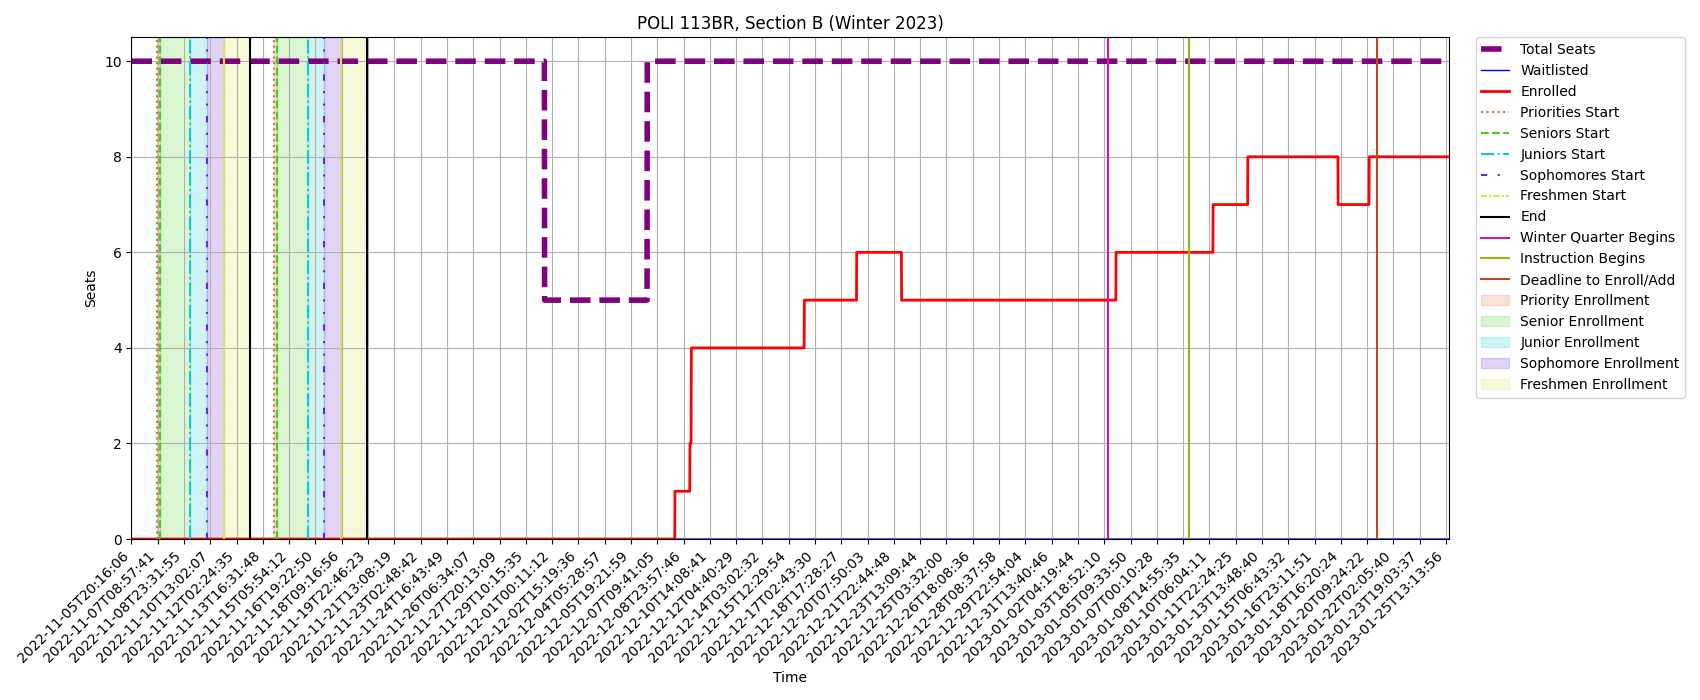 POLI 113BR, Section B (Winter 2023)
10
8
6
4
2
0
Seats
2022-11-05T20:16:06
2022-11-07T08:57:41
2022-11-08T23:31:55
2022-11-10T13:02:07
2022-11-12T02:24:35
2022-11-13T16:31:48
2022-11-15T05:54:12
2022-11-16T19:22:50
2022-11-18T09:16:56
2022-11-19T22:46:23
2022-11-21T13:08:19
2022-11-23T02:48:42
2022-11-24T16:43:49
2022-11-26T06:34:07
2022-11-27T20:13:09
2022-11-29T10:15:35
2022-12-01T00:11:12
2022-12-02T15:19:36
2022-12-04T05:28:57
2022-12-05T19:21:59
2022-12-07T09:41:05
2022-12-08T23:57:46
2022-12-10T14:08:41
2022-12-12T04:40:29
2022-12-14T03:02:32
2022-12-15T12:29:54
2022-12-17T02:43:30
2022-12-18T17:28:27
2022-12-20T07:50:03
2022-12-21T22:44:48
2022-12-23T13:09:44
2022-12-25T03:32:00
2022-12-26T18:08:36
2022-12-28T08:37:58
2022-12-29T22:54:04
2022-12-31T13:40:46
2023-01-02T04:19:44
2023-01-03T18:52:10
2023-01-05T09:33:50
2023-01-07T00:10:28
2023-01-08T14:55:35
2023-01-10T06:04:11
2023-01-11T22:24:25
2023-01-13T13:48:40
2023-01-15T06:43:32
2023-01-16T23:11:51
2023-01-18T16:20:24
2023-01-20T09:24:22
2023-01-22T02:05:40
2023-01-23T19:03:37
2023-01-25T13:13:56
Time
Total Seats
Waitlisted
Enrolled
Priorities Start
Seniors Start
Juniors Start
Sophomores Start
Freshmen Start
End
Winter Quarter Begins
Instruction Begins
Deadline to Enroll/Add
Priority Enrollment
Senior Enrollment
Junior Enrollment
Sophomore Enrollment
Freshmen Enrollment